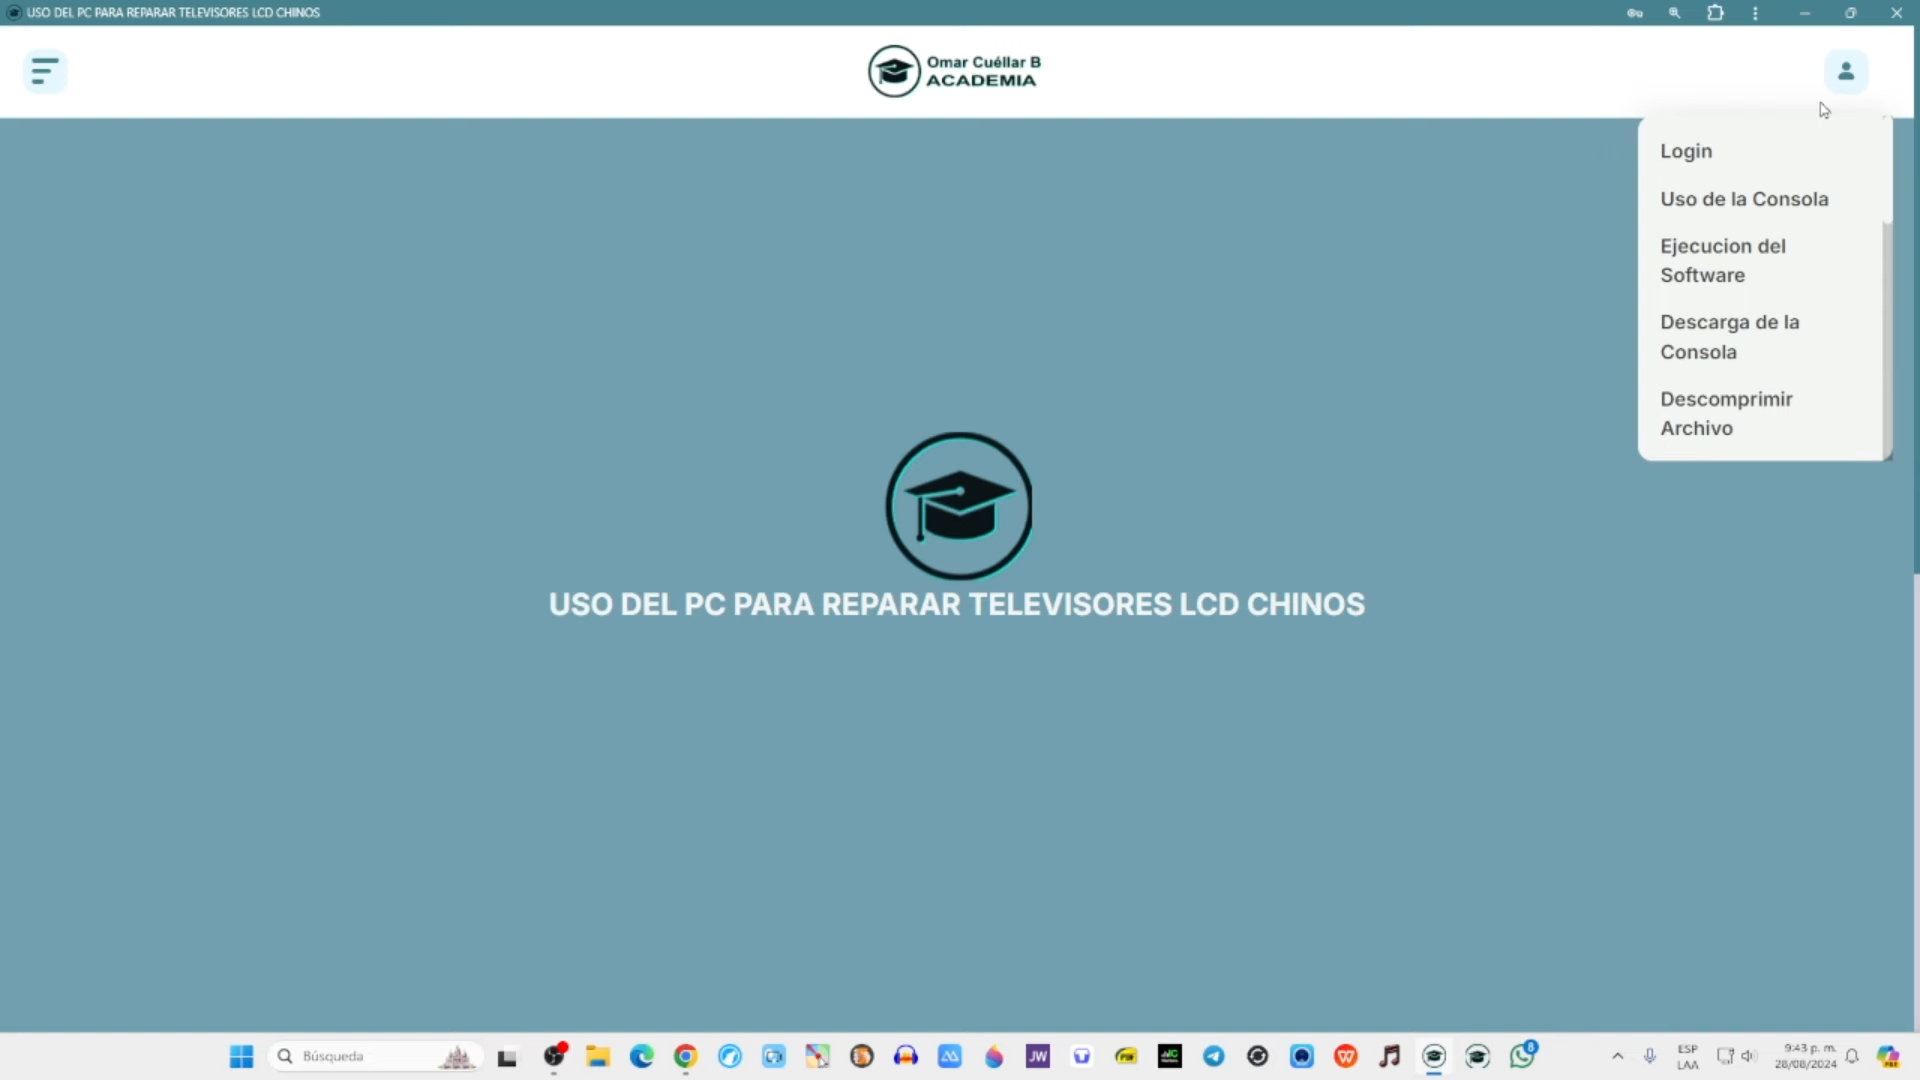 USO DEL PC PARA REPARAR TELEVISORES LCD CHINOS
Omar Cuéllar B
ACADEMIA
Login
Uso de la Consola
Ejecucion del
Software
Descarga de la
Consola
Descomprimir
Archivo
USO DEL PC PARA REPARAR TELEVISORES LCD CHINOS
Búsqueda
JW
8
ESP
LAA
9:43 p. m.
28/08/2024